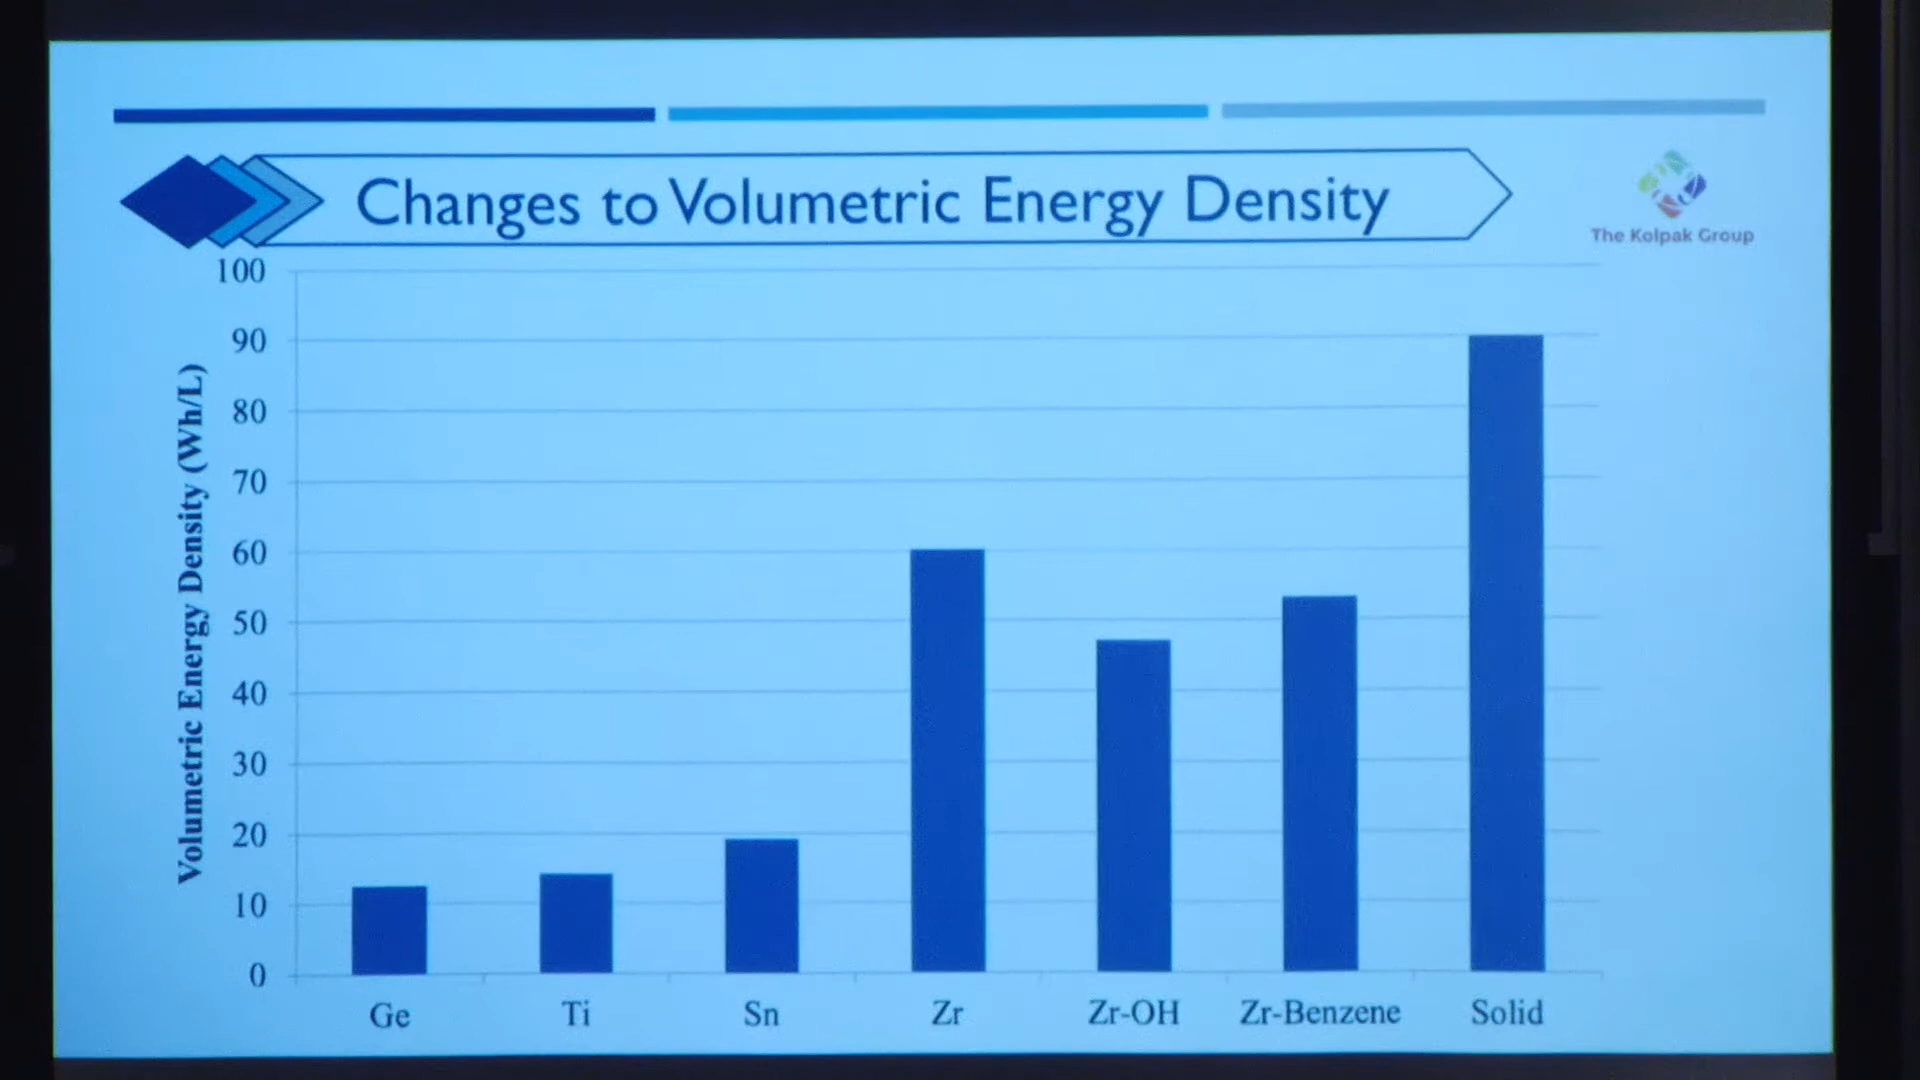 Changes to Volumetric Energy Density
The Kolpak Group
Volumetric Energy Density (Wh/L)
100
90
80
70
60
50
40
30
20
10
0
Ge Ti Sn Zr Zr-OH Zr-Benzene Solid